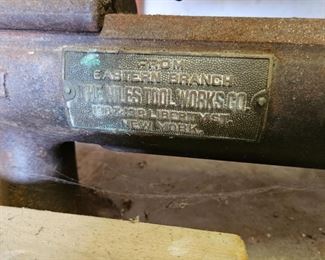 FROM
EASTERN BRANCH
THE NILES TOOL WORKS CO.
LIBERTY ST.
NEW YORK.